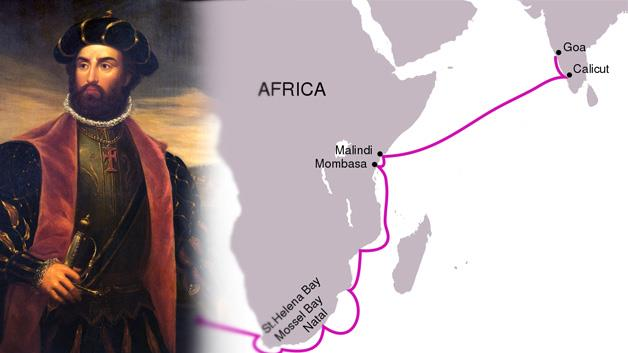 Goa
Calicut
AFRICA
Malindi
Mombasa
St.Helena Bay
Mossel Bay
Natal